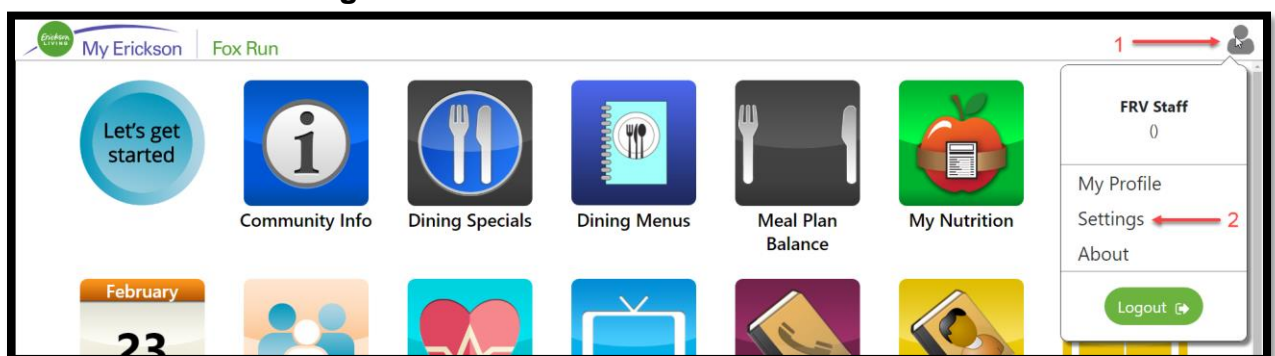 Erickson
LIVING
My Erickson
Fox Run
1
Let's get
started
Community Info
Dining Specials
Dining Menus
Meal Plan
Balance
My Nutrition
FRV Staff
()
My Profile
Settings
2
About
Logout
February
23